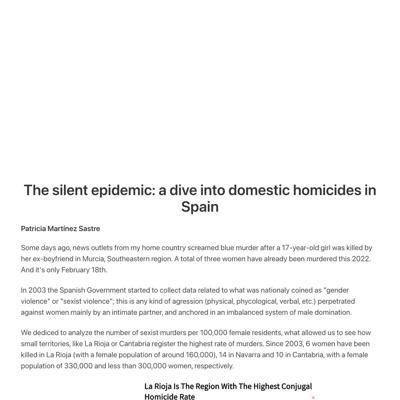 The silent epidemic: a dive into domestic homicides in
Spain
Patricia Martínez Sastre
Some days ago, news outlets from my home country screamed blue murder after a 17-year-old girl was killed by
her ex-boyfriend in Murcia, Southeastern region. A total of three women have already been murdered this 2022.
And it's only February 18th.
In 2003 the Spanish Government started to collect data related to what was nationaly coined as "gender
violence" or "sexist violence"; this is any kind of agression (physical, phycological, verbal, etc.) perpetrated
against women mainly by an intimate partner, and anchored in an imbalanced system of male domination.
We dediced to analyze the number of sexist murders per 100,000 female residents, what allowed us to see how
small territories, like La Rioja or Cantabria register the highest rate of murders. Since 2003, 6 women have been
killed in La Rioja (with a female population of around 160,000), 14 in Navarra and 10 in Cantabria, with a female
population of 330,000 and less than 300,000 women, respectively.
La Rioja Is The Region With The Highest Conjugal
Homicide Rate